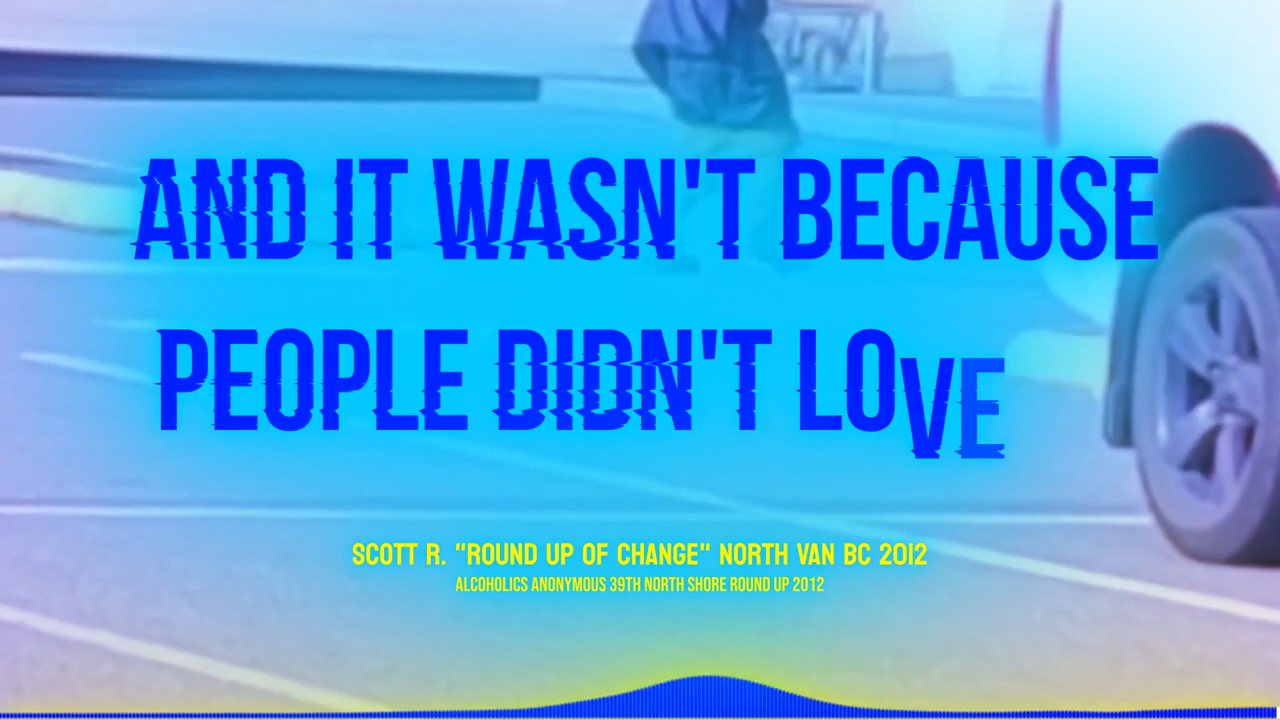 AND IT WASN'T BECAUSE
PEOPLE DIDN'T LOVE
SCOTT R. "ROUND UP OF CHANGE" NORTH VAN BC 2012
ALCOHOLICS ANONYMOUS 39TH NORTH SHORE ROUND UP 2012